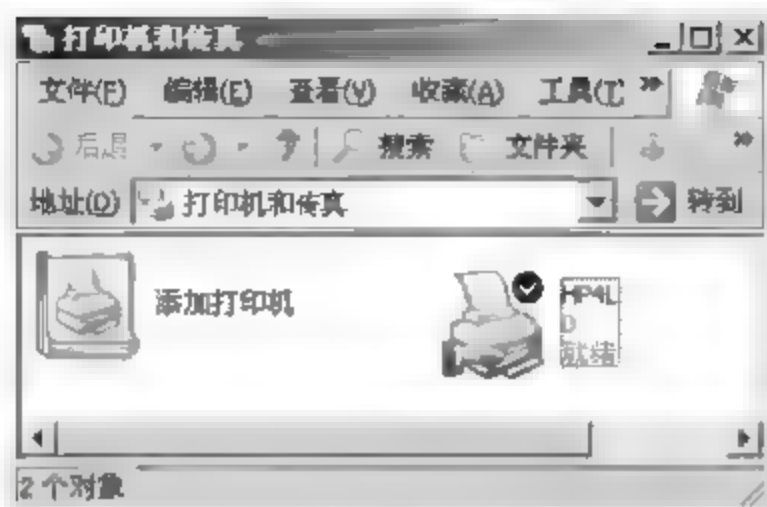 打印机和传真
文件(F) 编辑(E) 查看(V) 收藏(A) 工具(T) »
后退 搜索 文件夹 »
地址(D) 打印机和传真 转到
添加打印机
HP4L
就绪
2 个对象